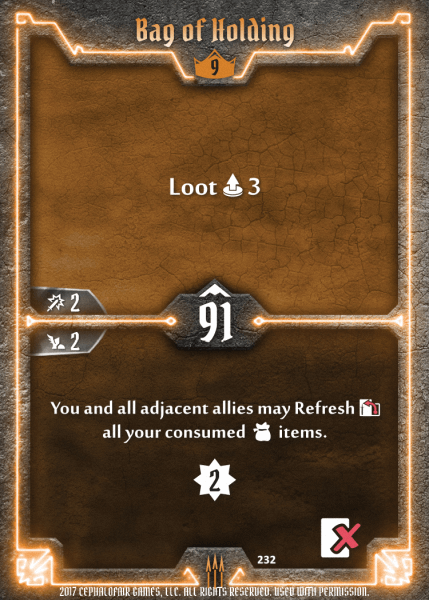 Bag of Holding
9
Loot 3
2
91
2
You and all adjacent allies may Refresh
all your consumed items.
2
232
2017 CEPHALOFAIR GAMES, LLC. ALL RIGHTS RESERVED. USED WITH PERMISSION.